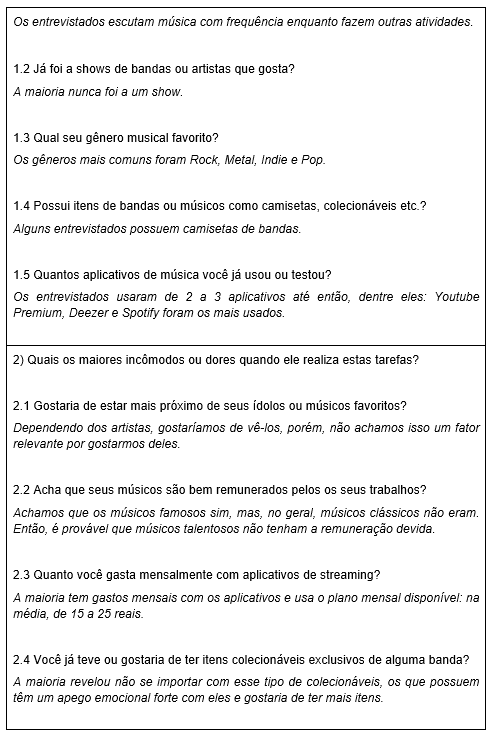 Os entrevistados escutam música com frequência enquanto fazem outras atividades.
1.2 Já foi a shows de bandas ou artistas que gosta?
A maioria nunca foi a um show.
1.3 Qual seu gênero musical favorito?
Os gêneros mais comuns foram Rock, Metal, Indie e Pop.
1.4 Possui itens de bandas ou músicos como camisetas, colecionáveis etc.?
Alguns entrevistados possuem camisetas de bandas.
1.5 Quantos aplicativos de música você já usou ou testou?
Os entrevistados usaram de 2 a 3 aplicativos até então, dentre eles: Youtube
Premium, Deezer e Spotify foram os mais usados.
2) Quais os maiores incômodos ou dores quando ele realiza estas tarefas?
2.1 Gostaria de estar mais próximo de seus ídolos ou músicos favoritos?
Dependendo dos artistas, gostaríamos de vê-los, porém, não achamos isso um fator
relevante por gostarmos deles.
2.2 Acha que seus músicos são bem remunerados pelos os seus trabalhos?
Achamos que os músicos famosos sim, mas, no geral, músicos clássicos não eram.
Então, é provável que músicos talentosos não tenham a remuneração devida.
2.3 Quanto você gasta mensalmente com aplicativos de streaming?
A maioria tem gastos mensais com os aplicativos e usa o plano mensal disponível: na
média, de 15 a 25 reais.
2.4 Você já teve ou gostaria de ter itens colecionáveis exclusivos de alguma banda?
A maioria revelou não se importar com esse tipo de colecionáveis, os que possuem
têm um apego emocional forte com eles e gostaria de ter mais itens.